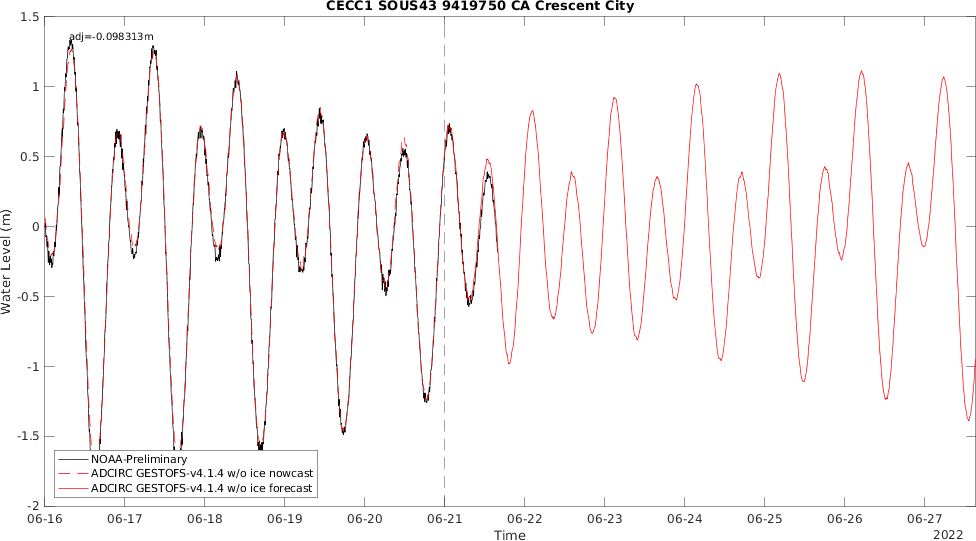 CECC1 SOUS43 9419750 CA Crescent City
adj=-0.098313m
1.5
1
0.5
0
-0.5
-1
-1.5
-2
Water Level (m)
NOAA-Preliminary
ADCIRC GESTOFS-v4.1.4 w/o ice nowcast
ADCIRC GESTOFS-v4.1.4 w/o ice forecast
06-16 06-17 06-18 06-19 06-20 06-21 06-22 06-23 06-24 06-25 06-26 06-27
Time
2022